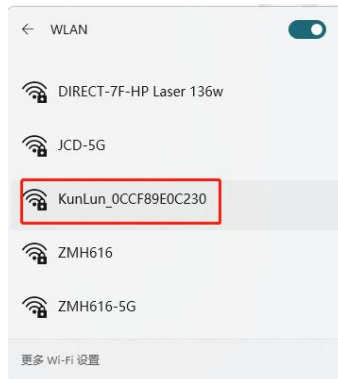 WLAN
DIRECT-7F-HP Laser 136w
JCD-5G
KunLun_0CCF89E0C230
ZMH616
ZMH616-5G
更多 Wi-Fi 设置